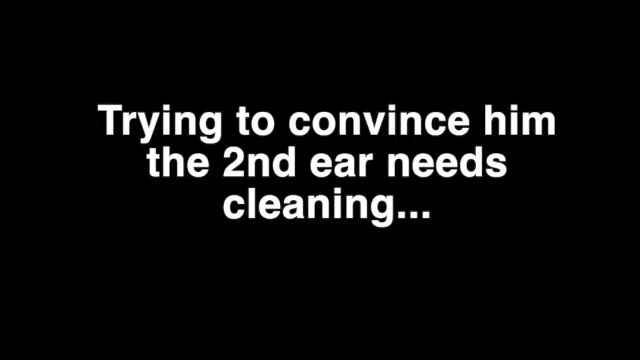 Trying to convince him
the 2nd ear needs
cleaning...